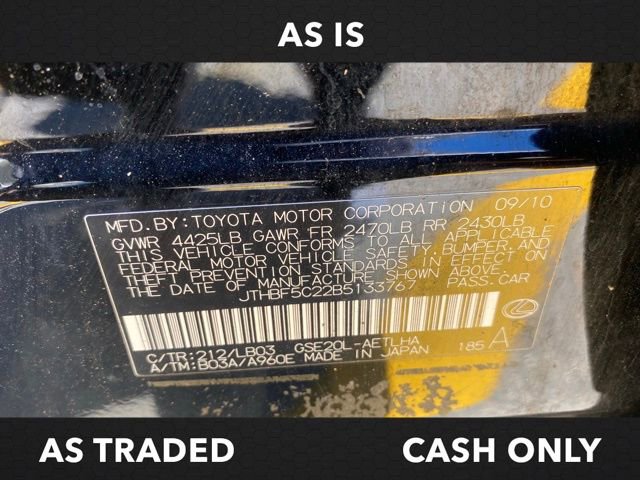 AS IS
MFD.BY:TOYOTA MOTOR CORPORATION 09/10
GVWR 4425LB GAWR FR 2470LB RR 2430LB
THIS VEHICLE CONFORMS TO ALL APPLICABLE
FEDERAL MOTOR VEHICLE SAFETY,BUMPER,AND
THEFT PREVENTION STANDARDS IN EFFECT ON
THE DATE OF MANUFACTURE SHOWN ABOVE.
JTHBF5C22B5133767 PASS.CAR
C/TR:212/LB03 GSE20L-AETLHA
A/TM:B03A/A960E MADE IN JAPAN 185 A
AS TRADED CASH ONLY